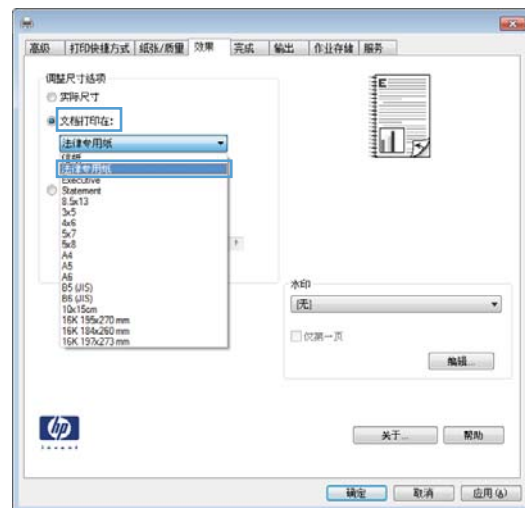 高级 打印快捷方式 纸张/质量 效果 完成 输出 作业存储 服务
调整尺寸选项
实际尺寸
文档打印在:
法律专用纸
信纸
法律专用纸
Executive
Statement
8.5x13
3x5
4x6
5x7
5x8
A4
A5
A6
B5 (JIS)
B6 (JIS)
10x15cm
16K 195x270 mm
16K 184x260 mm
16K 197x273 mm
E
水印
[无]
仅第一页
编辑...
hp
invent
关于... 帮助
确定 取消 应用(A)